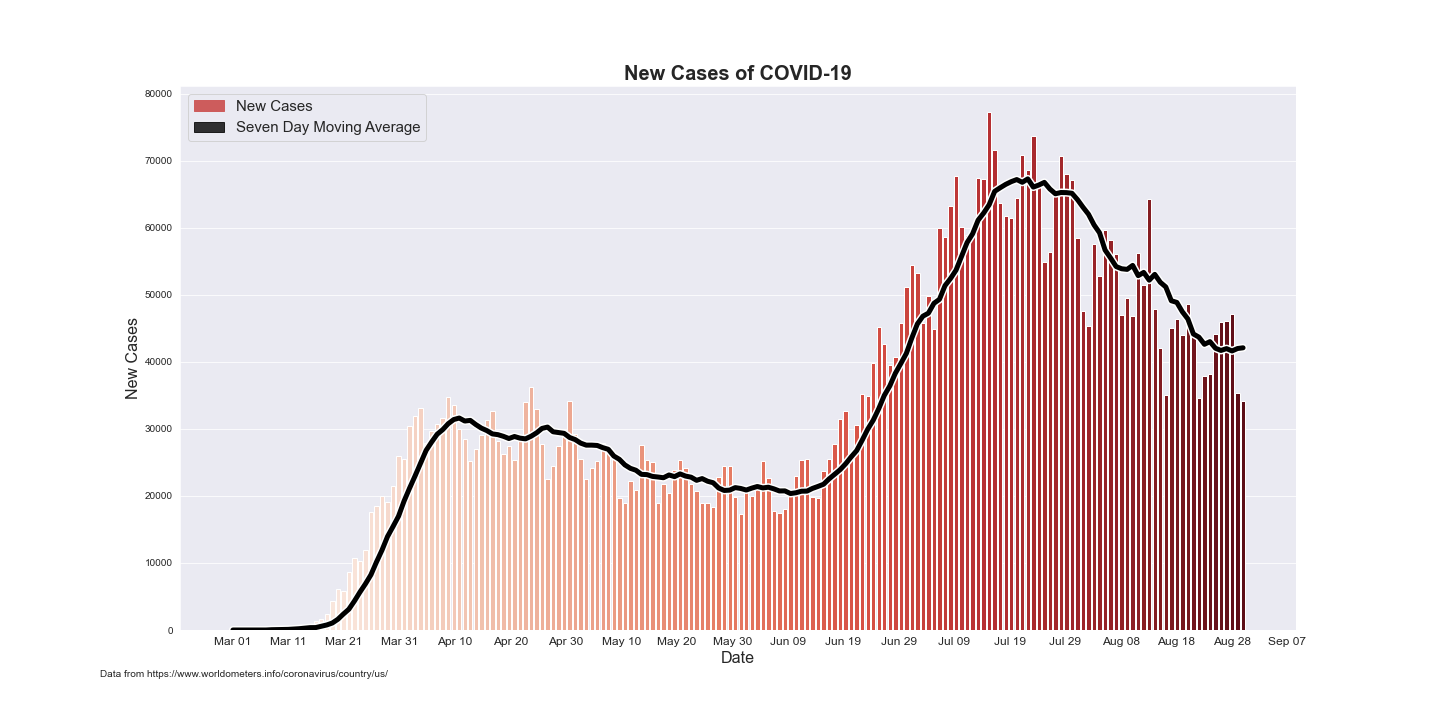 New Cases of COVID-19
New Cases
Seven Day Moving Average
80000
70000
60000
50000
40000
30000
20000
10000
0
New Cases
Mar 01 Mar 11 Mar 21 Mar 31 Apr 10 Apr 20 Apr 30 May 10 May 20 May 30 Jun 09 Jun 19 Jun 29 Jul 09 Jul 19 Jul 29 Aug 08 Aug 18 Aug 28 Sep 07
Date
Data from https://www.worldometers.info/coronavirus/country/us/